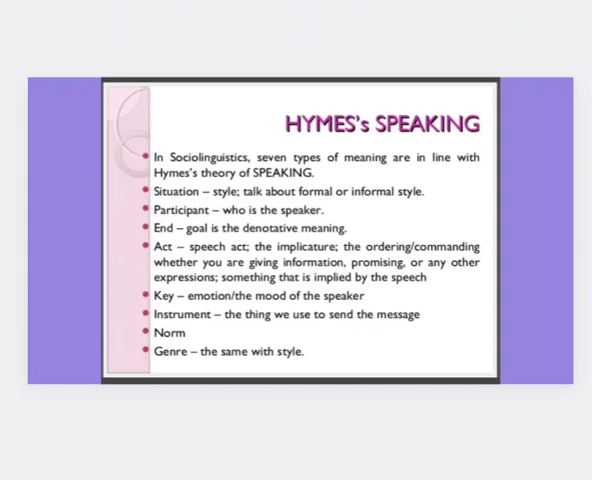 HYMES's SPEAKING
In Sociolinguistics, seven types of meaning are in line with
Hymes's theory of SPEAKING.
Situation – style; talk about formal or informal style.
Participant – who is the speaker.
End – goal is the denotative meaning.
Act – speech act; the implicature; the ordering/commanding
whether you are giving information, promising, or any other
expressions; something that is implied by the speech
Key – emotion/the mood of the speaker
Instrument – the thing we use to send the message
Norm
Genre – the same with style.